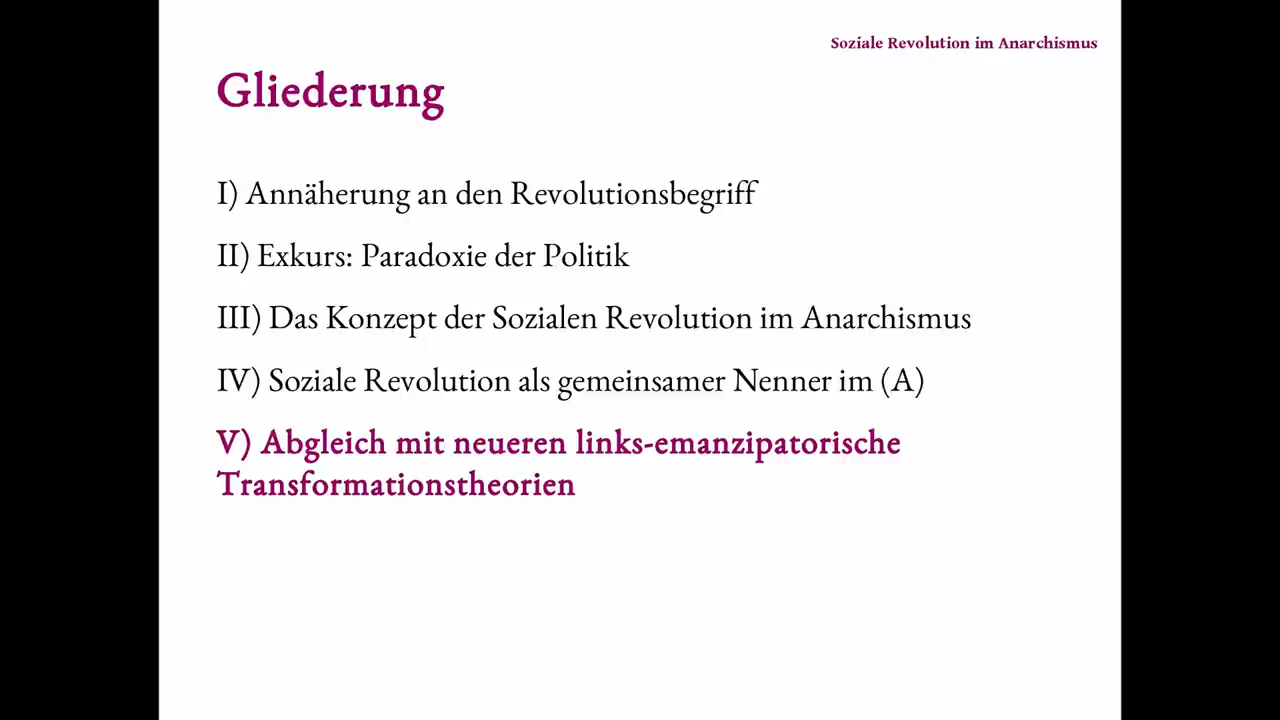 Soziale Revolution im Anarchismus
Gliederung
I) Annäherung an den Revolutionsbegriff
II) Exkurs: Paradoxie der Politik
III) Das Konzept der Sozialen Revolution im Anarchismus
IV) Soziale Revolution als gemeinsamer Nenner im (A)
V) Abgleich mit neueren links-emanzipatorische
Transformationstheorien